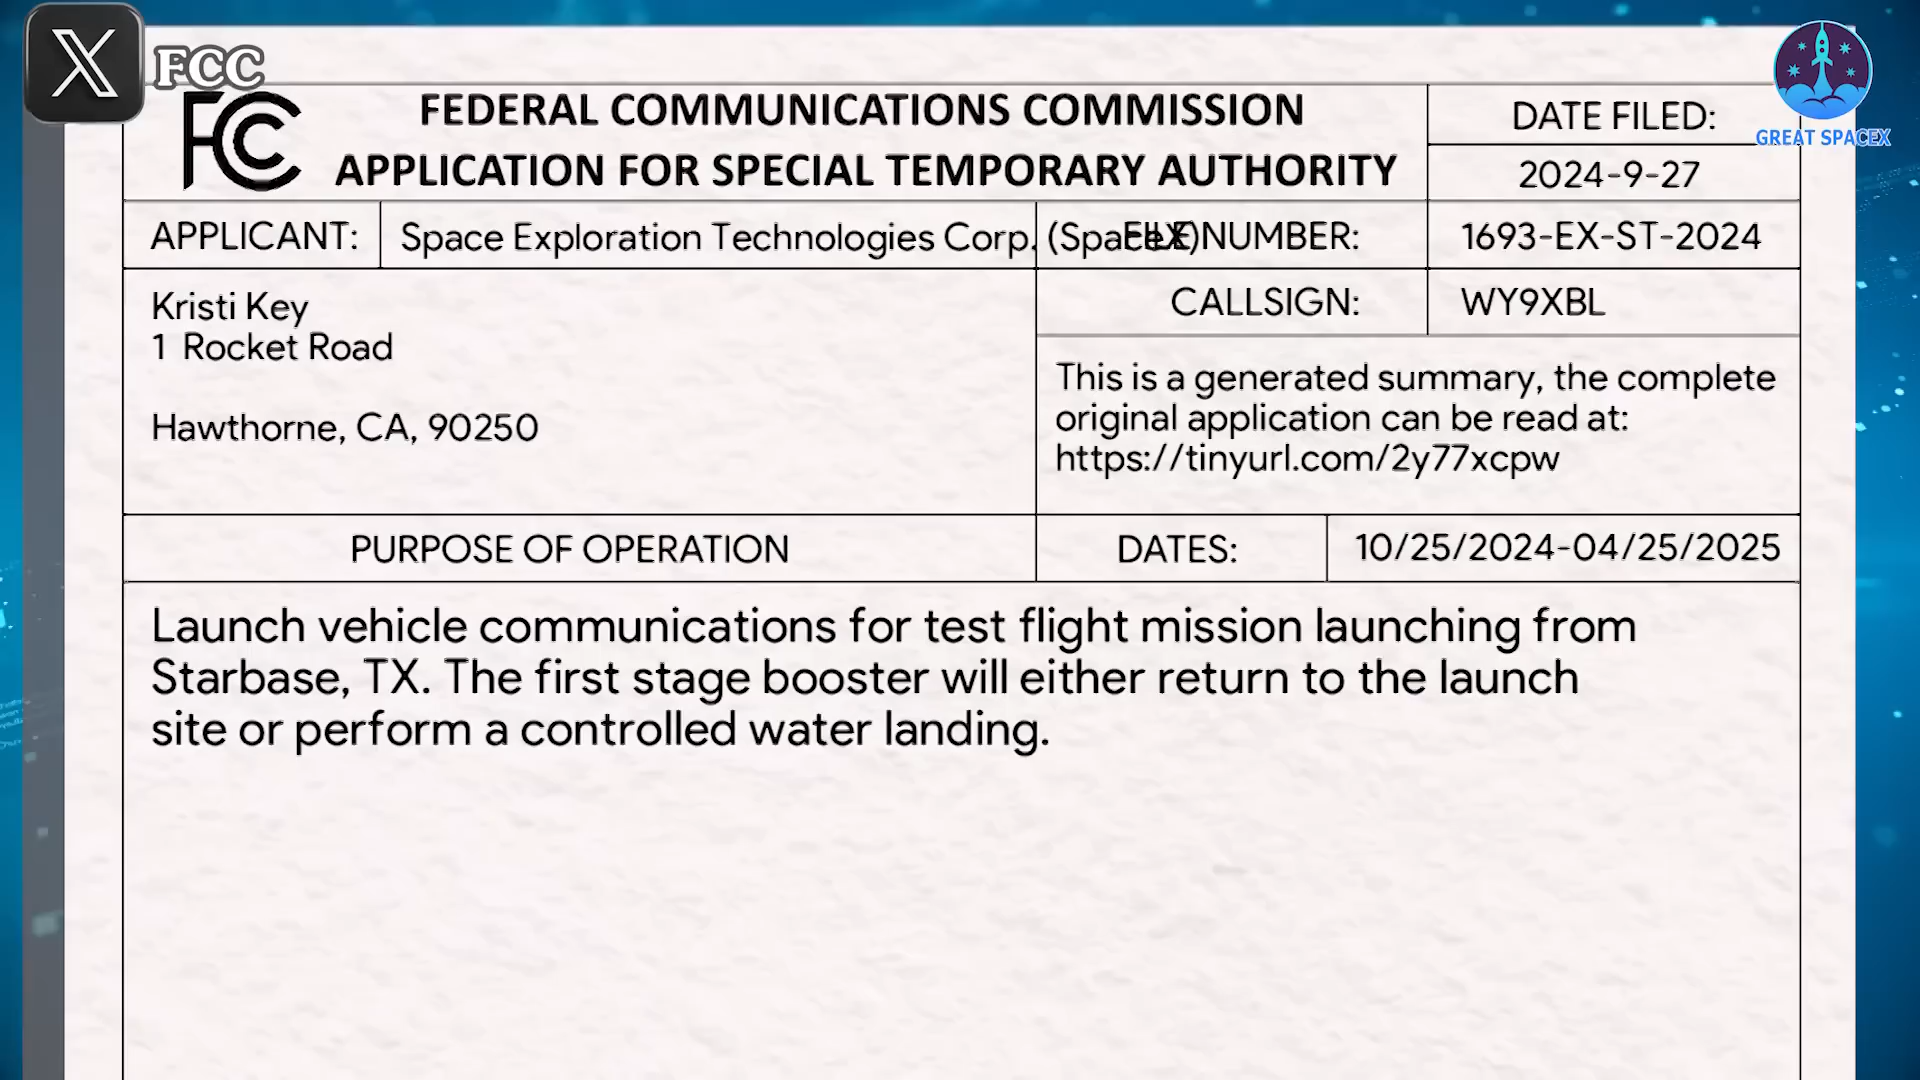 X FCC
GREAT SPACEX
FCC
FEDERAL COMMUNICATIONS COMMISSION
APPLICATION FOR SPECIAL TEMPORARY AUTHORITY
DATE FILED:
2024-9-27
APPLICANT:
Space Exploration Technologies Corp. (SpaceX)
FILE NUMBER:
1693-EX-ST-2024
Kristi Key
1 Rocket Road
Hawthorne, CA, 90250
CALLSIGN:
WY9XBL
This is a generated summary, the complete
original application can be read at:
https://tinyurl.com/2y77xcpw
PURPOSE OF OPERATION
DATES:
10/25/2024-04/25/2025
Launch vehicle communications for test flight mission launching from
Starbase, TX. The first stage booster will either return to the launch
site or perform a controlled water landing.